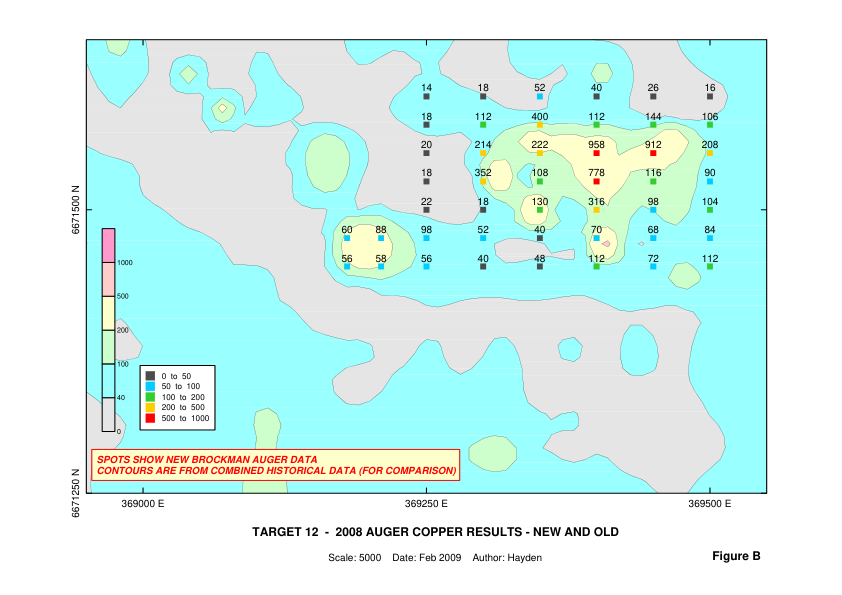 14 18 52 40 26 16
18 112 400 112 144 106
20 214 222 958 912 208
18 352 108 778 116 90
22 18 130 316 98 104
60 88 98 52 40 70 68 84
56 58 56 40 48 112 72 112
6671500 N
6671250 N
1000
500
200
100
40
0
0 to 50
50 to 100
100 to 200
200 to 500
500 to 1000
SPOTS SHOW NEW BROCKMAN AUGER DATA
CONTOURS ARE FROM COMBINED HISTORICAL DATA (FOR COMPARISON)
369000 E 369250 E 369500 E
TARGET 12 - 2008 AUGER COPPER RESULTS - NEW AND OLD
Scale: 5000 Date: Feb 2009 Author: Hayden
Figure B